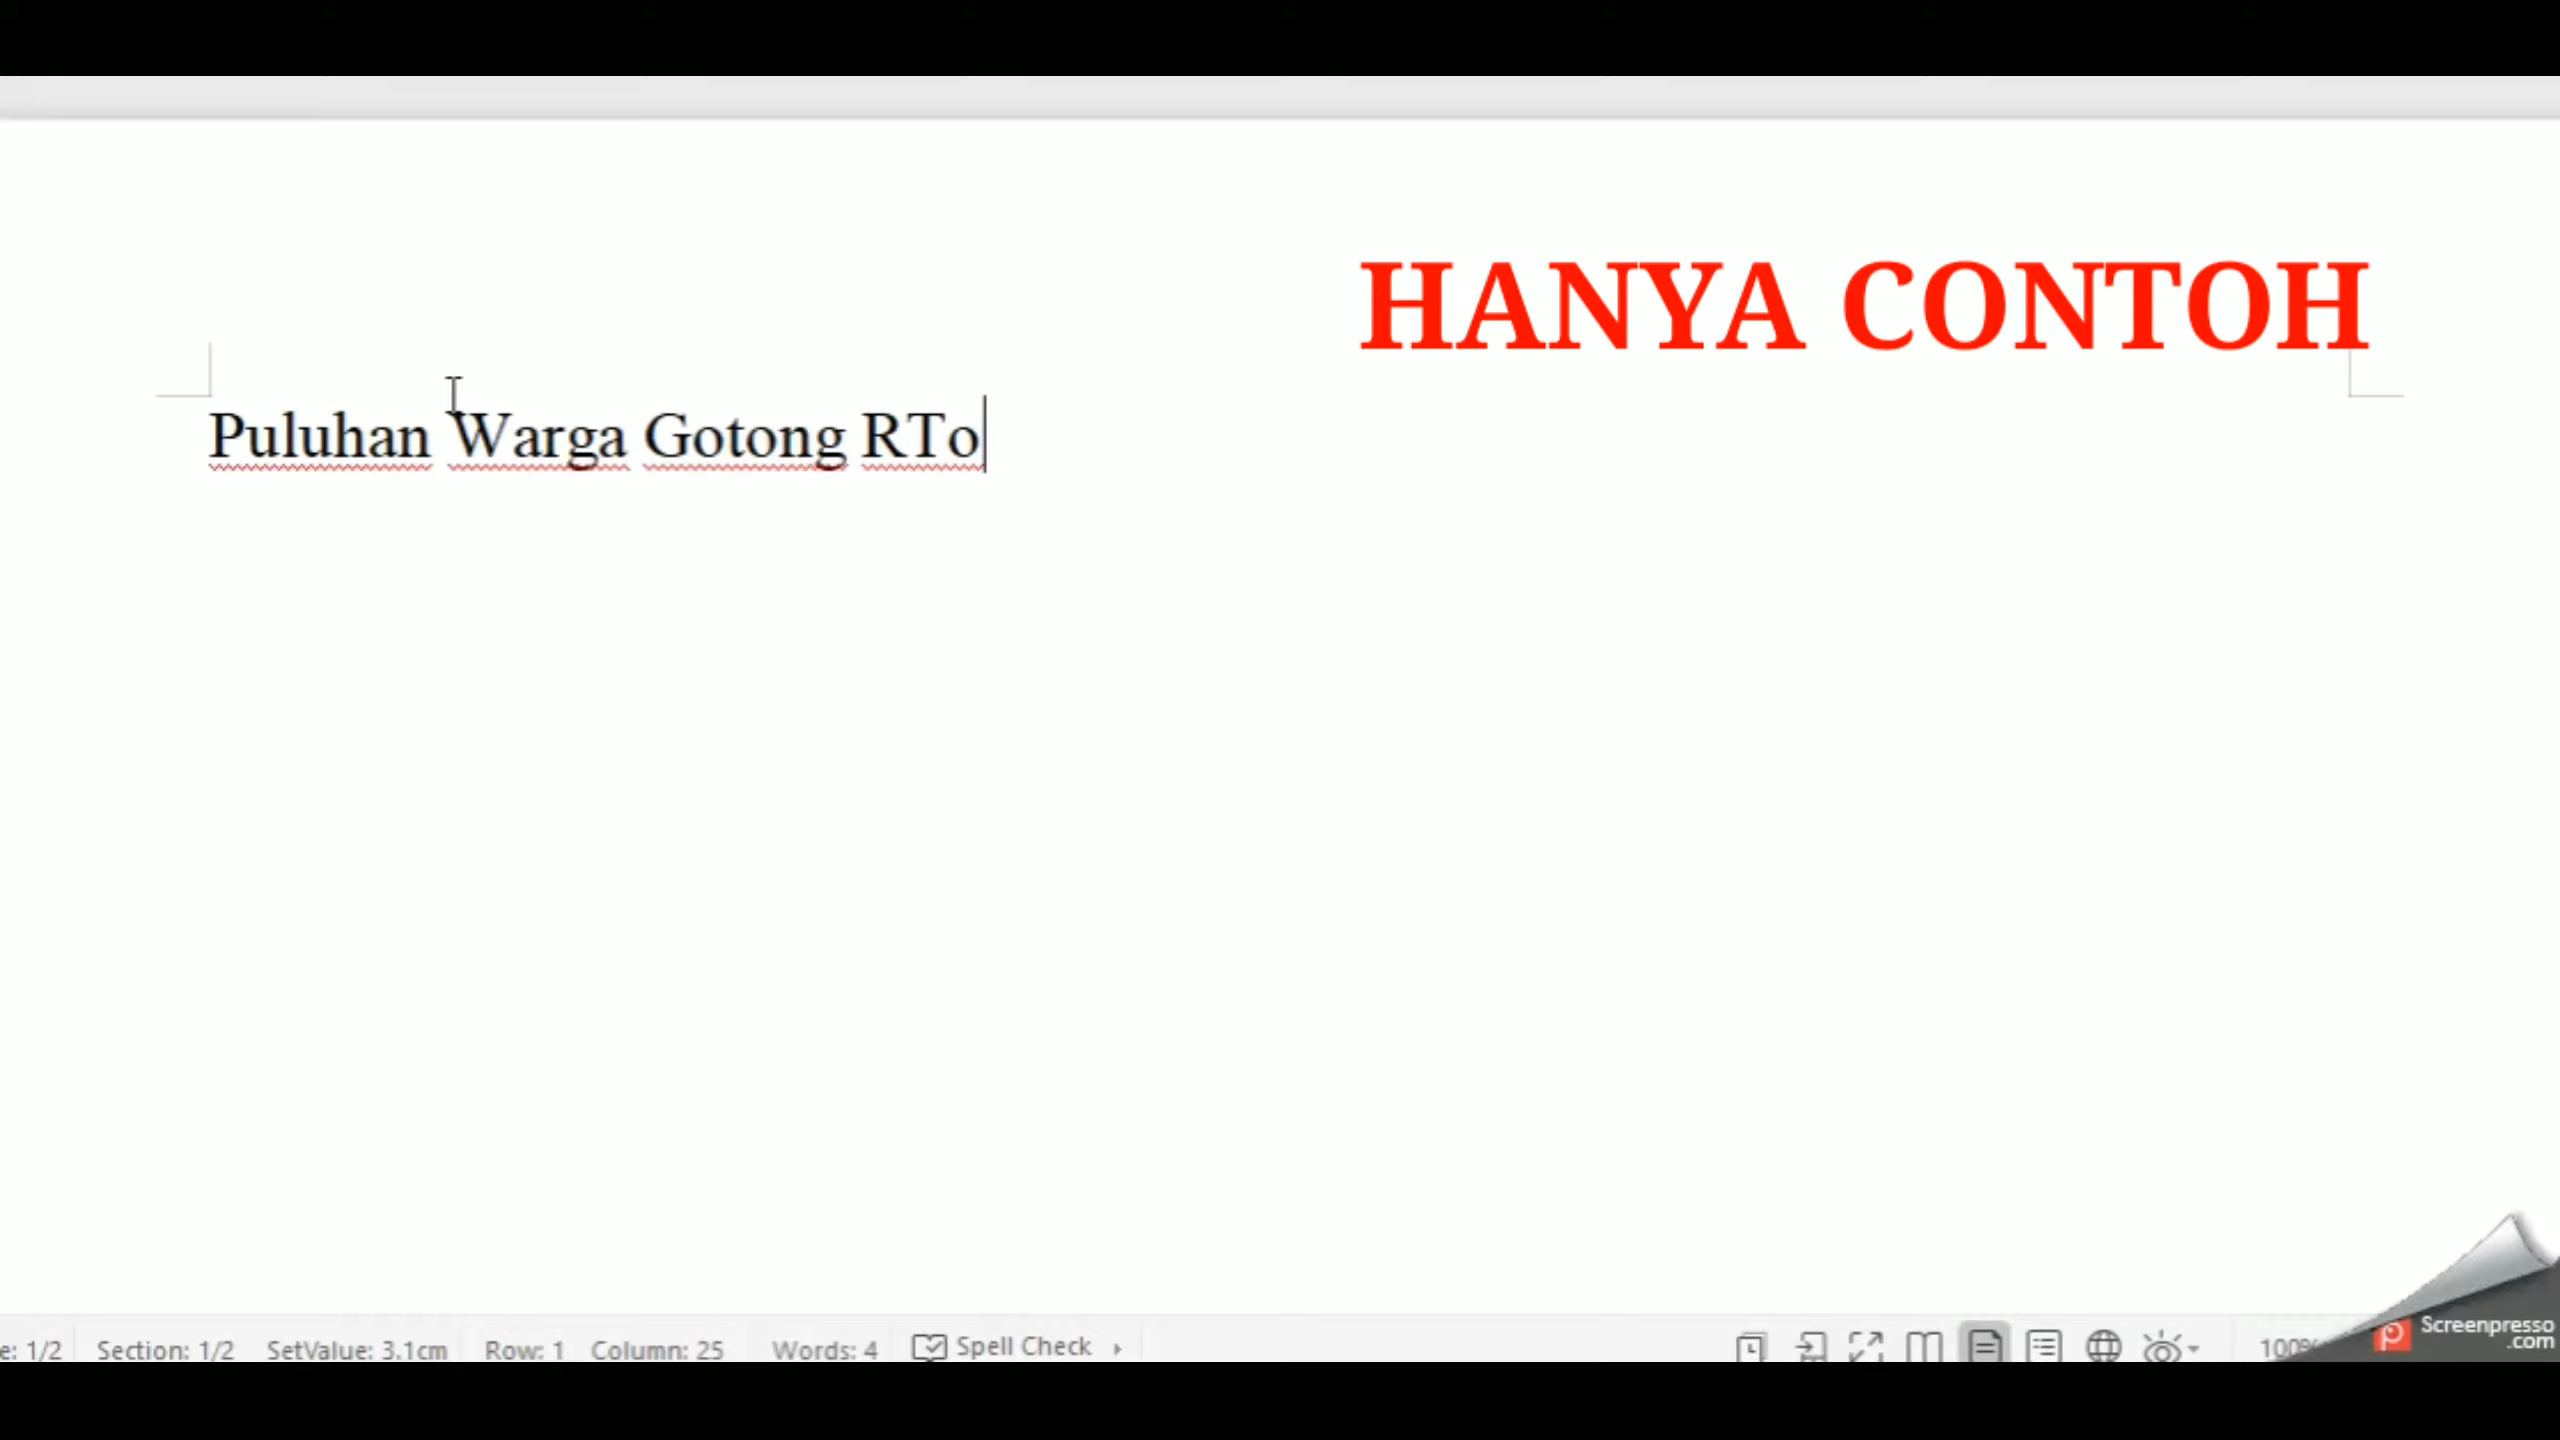 HANYA CONTOH
Puluhan Warga Gotong RTo
e: 1/2 Section: 1/2 SetValue: 3.1cm Row: 1 Column: 25 Words: 4 Spell Check 100%
Screenpresso
.com